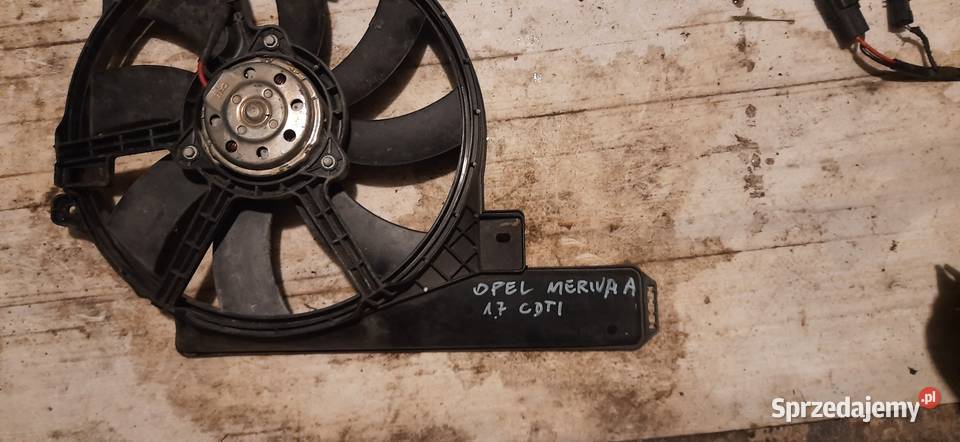 OPEL MERIVA A
1.7 CDTI
Sprzedajemy.pl